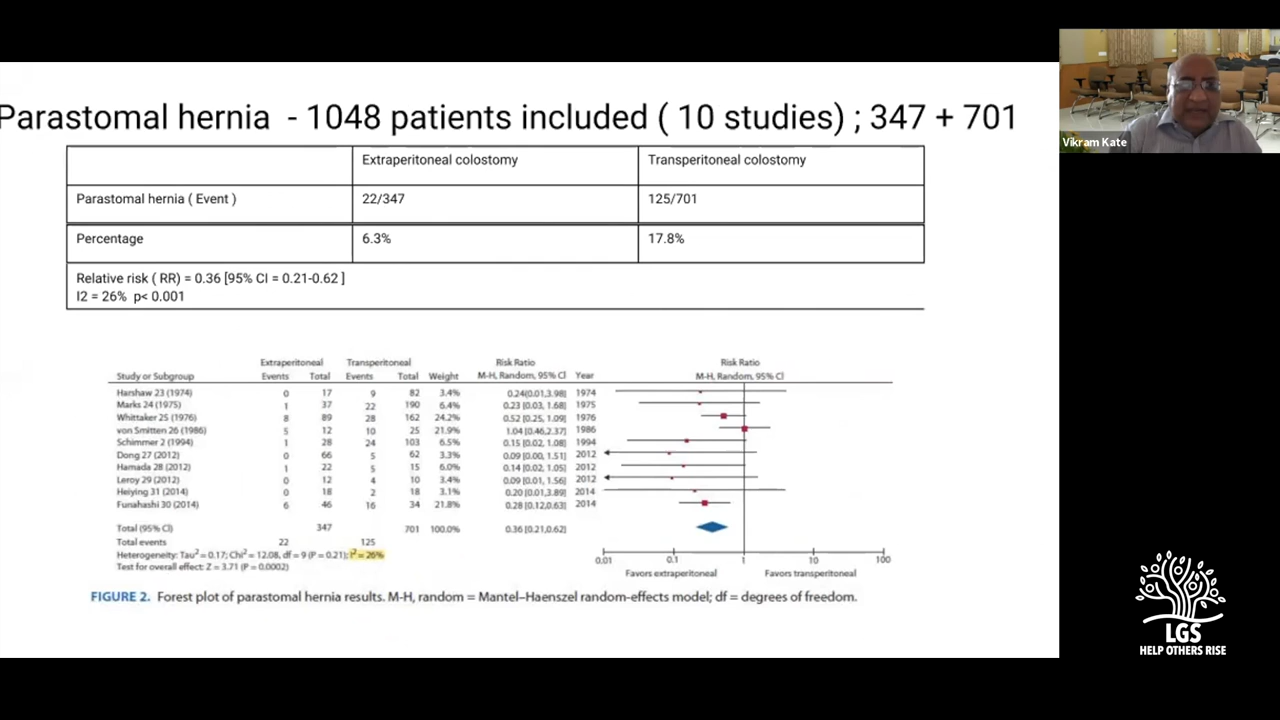 Parastomal hernia - 1048 patients included ( 10 studies) ; 347 + 701
Extraperitoneal colostomy Transperitoneal colostomy
Parastomal hernia ( Event ) 22/347 125/701
Percentage 6.3% 17.8%
Relative risk ( RR) = 0.36 [95% CI = 0.21-0.62 ]
I2 = 26% p< 0.001
Extraperitoneal Transperitoneal Risk Ratio Risk Ratio
Study or Subgroup Events Total Events Total Weight M-H, Random, 95% CI Year M-H, Random, 95% CI
Harshaw 23 (1974) 0 17 9 82 3.4% 0.24[0.01,3.98] 1974
Marks 24 (1975) 1 37 22 190 6.4% 0.23 [0.03, 1.68] 1975
Whittaker 25 (1976) 8 89 28 162 24.2% 0.52 [0.25, 1.09] 1976
von Smitten 26 (1986) 5 12 10 25 21.9% 1.04 [0.46,2.37] 1986
Schimmer 2 (1994) 1 28 24 103 6.5% 0.15 [0.02, 1.08] 1994
Dong 27 (2012) 0 66 5 62 3.3% 0.09 [0.00, 1.51] 2012
Hamada 28 (2012) 1 22 5 15 6.0% 0.14 [0.02, 1.05] 2012
Leroy 29 (2012) 0 12 4 10 3.4% 0.09 [0.01, 1.56] 2012
Heiying 31 (2014) 0 18 2 18 3.1% 0.20 [0.01,3.89] 2014
Funahashi 30 (2014) 6 46 16 34 21.8% 0.28 [0.12,0.63] 2014
Total (95% CI) 347 701 100.0% 0.36 [0.21,0.62]
Total events 22 125
Heterogeneity: Tau² = 0.17; Chi² = 12.08, df = 9 (P = 0.21); I² = 26%
Test for overall effect: Z = 3.71 (P = 0.0002)
0.01 0.1 1 10 100
Favors extraperitoneal Favors transperitoneal
FIGURE 2. Forest plot of parastomal hernia results. M-H, random = Mantel–Haenszel random-effects model; df = degrees of freedom.
Vikram Kate
LGS
HELP OTHERS RISE